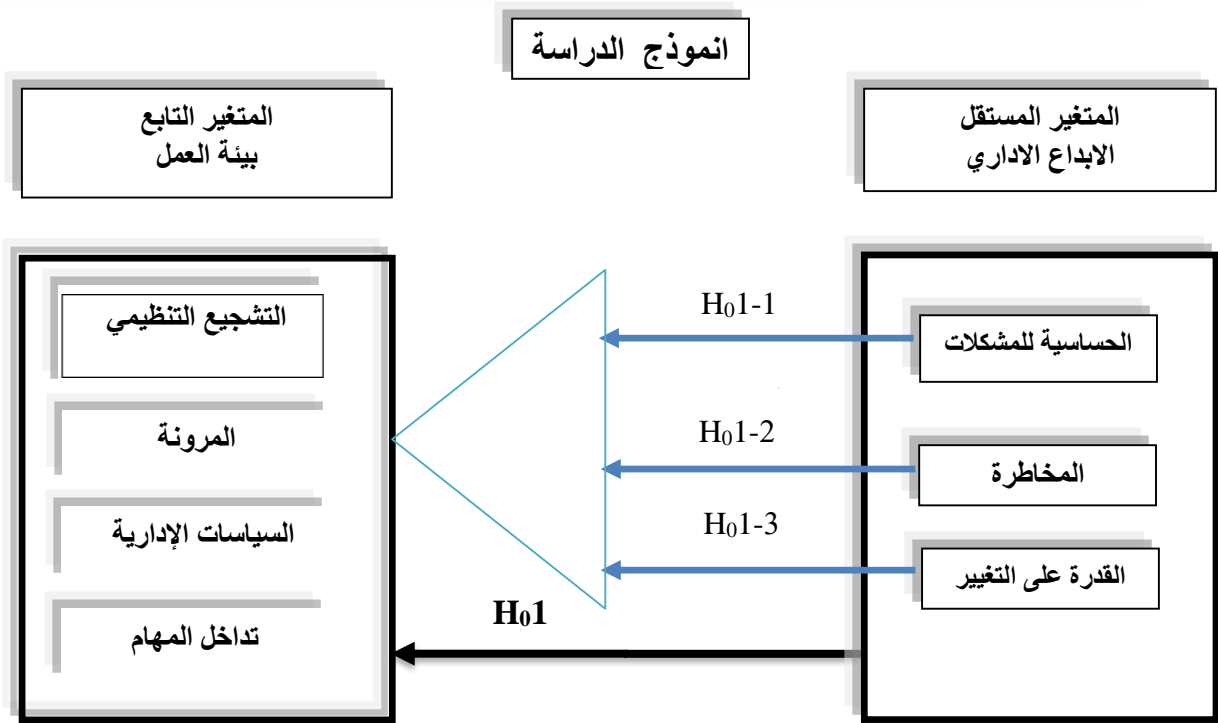 انموذج الدراسة
المتغير المستقل
الابداع الاداري
المتغير التابع
بيئة العمل
الحساسية للمشكلات
المخاطرة
القدرة على التغيير
H₀1-1
H₀1-2
H₀1-3
H₀1
التشجيع التنظيمي
المرونة
السياسات الإدارية
تداخل المهام